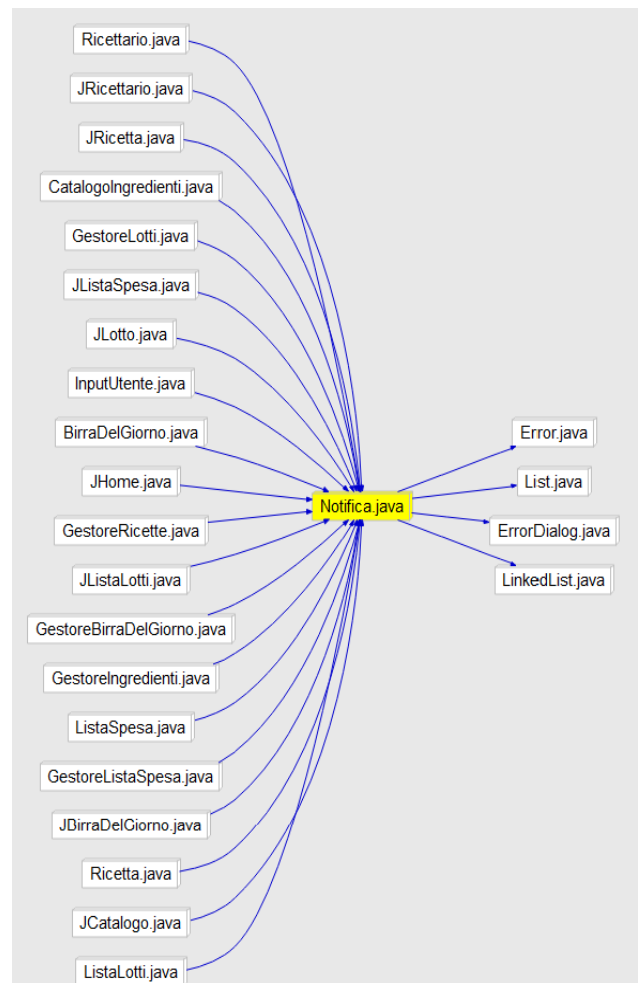 Ricettario.java
JRicettario.java
JRicetta.java
CatalogoIngredienti.java
GestoreLotti.java
JListaSpesa.java
JLotto.java
InputUtente.java
BirraDelGiorno.java
JHome.java
GestoreRicette.java
JListaLotti.java
GestoreBirraDelGiorno.java
GestoreIngredienti.java
ListaSpesa.java
GestoreListaSpesa.java
JBirraDelGiorno.java
Ricetta.java
JCatalogo.java
ListaLotti.java
Notifica.java
Error.java
List.java
ErrorDialog.java
LinkedList.java